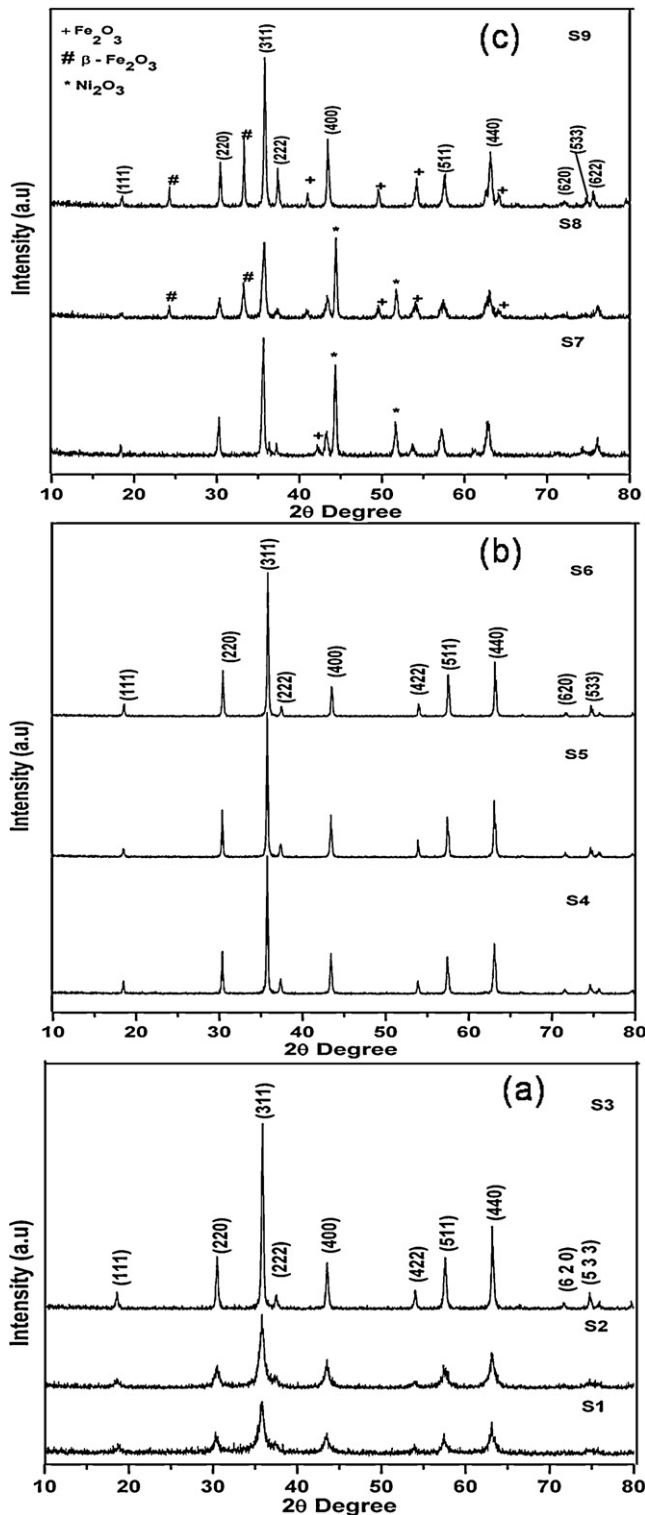 (c)
S9
+ Fe₂O₃
# β - Fe₂O₃
* Ni₂O₃
(111)
#
(220)
#
(311)
(222)
+
(400)
+
+
(511)
(440)
+
(620)
(533)
(622)
S8
#
#
*
+
*
+
+
S7
+
*
*
Intensity (a.u)
10 20 30 40 50 60 70 80
2θ Degree
(b)
S6
(111)
(220)
(311)
(222)
(400)
(422)
(511)
(440)
(620)
(533)
S5
S4
Intensity (a.u)
10 20 30 40 50 60 70 80
2θ Degree
(a)
S3
(111)
(220)
(311)
(222)
(400)
(422)
(511)
(440)
(6 2 0)
(5 3 3)
S2
S1
Intensity (a.u)
10 20 30 40 50 60 70 80
2θ Degree